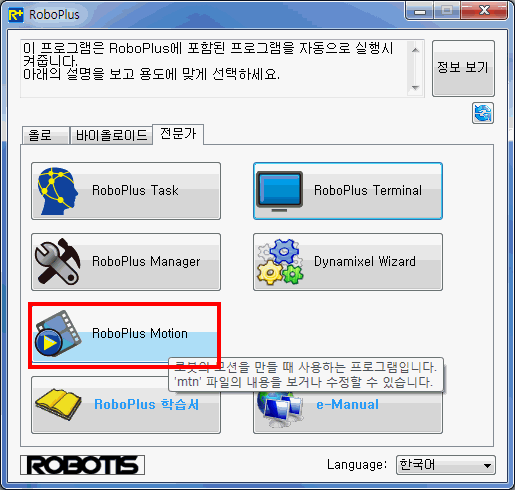 RoboPlus
이 프로그램은 RoboPlus에 포함된 프로그램을 자동으로 실행시
켜줍니다.
아래의 설명을 보고 용도에 맞게 선택하세요.
정보 보기
올로
바이올로이드
전문가
RoboPlus Task
RoboPlus Terminal
RoboPlus Manager
Dynamixel Wizard
RoboPlus Motion
로봇의 모션을 만들 때 사용하는 프로그램입니다.
'mtn' 파일의 내용을 보거나 수정할 수 있습니다.
RoboPlus 학습서
e-Manual
ROBOTIS
Language:
한국어